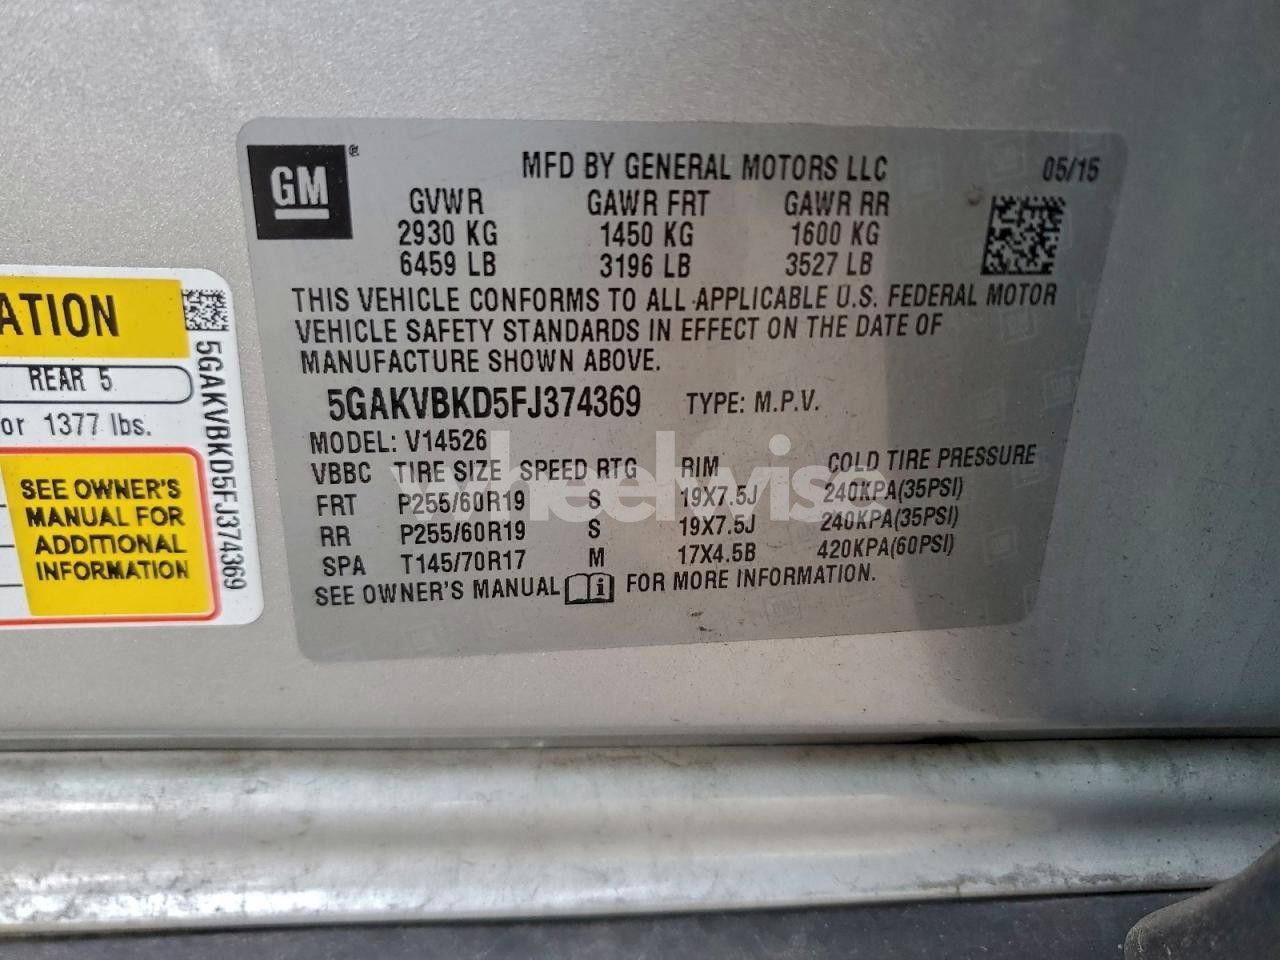 GM ®
MFD BY GENERAL MOTORS LLC 05/15
GVWR GAWR FRT GAWR RR
2930 KG 1450 KG 1600 KG
6459 LB 3196 LB 3527 LB
THIS VEHICLE CONFORMS TO ALL APPLICABLE U.S. FEDERAL MOTOR
VEHICLE SAFETY STANDARDS IN EFFECT ON THE DATE OF
MANUFACTURE SHOWN ABOVE.
5GAKVBKD5FJ374369 TYPE: M.P.V.
MODEL: V14526
VBBC TIRE SIZE SPEED RTG RIM COLD TIRE PRESSURE
FRT P255/60R19 S 19X7.5J 240KPA(35PSI)
RR P255/60R19 S 19X7.5J 240KPA(35PSI)
SPA T145/70R17 M 17X4.5B 420KPA(60PSI)
SEE OWNER'S MANUAL i FOR MORE INFORMATION.
ATION
REAR 5
or 1377 lbs.
SEE OWNER'S
MANUAL FOR
ADDITIONAL
INFORMATION
5GAKVBKD5FJ374369
wheelwis